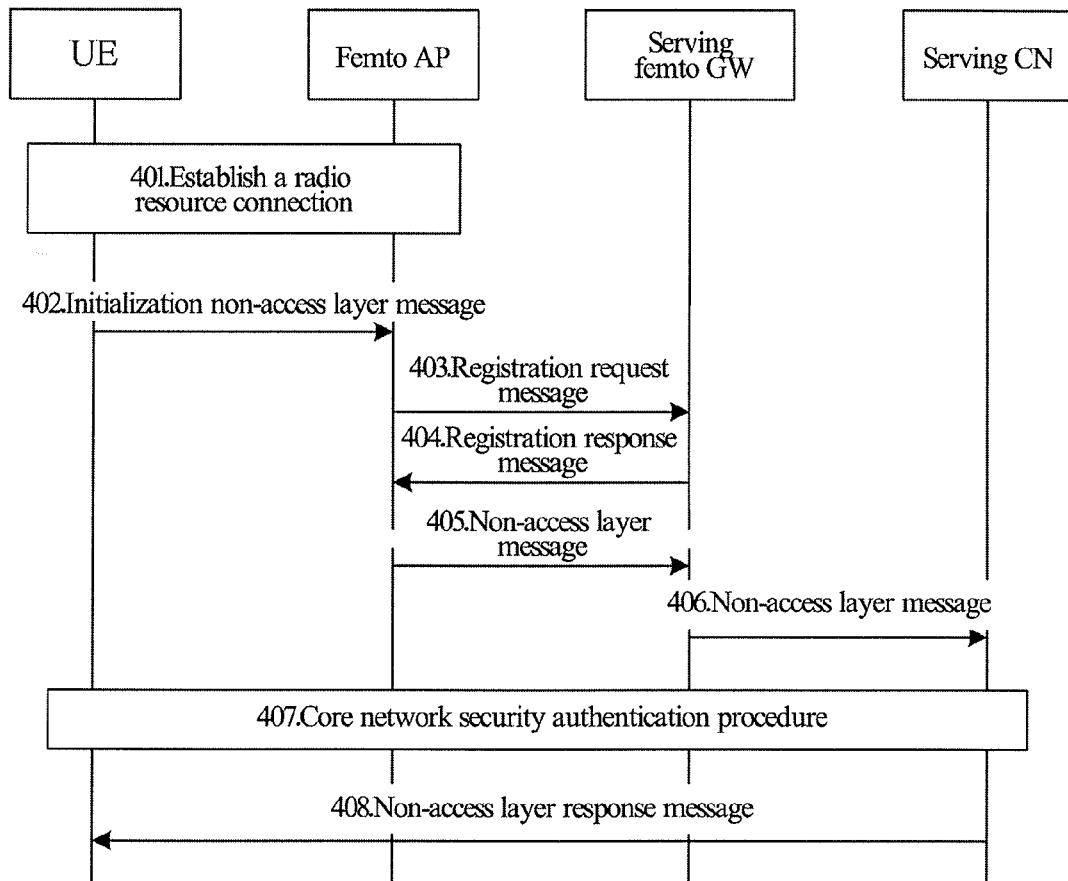 UE
Femto AP
Serving
femto GW
Serving CN
401.Establish a radio
resource connection
402.Initialization non-access layer message
403.Registration request
message
404.Registration response
message
405.Non-access layer
message
406.Non-access layer message
407.Core network security authentication procedure
408.Non-access layer response message